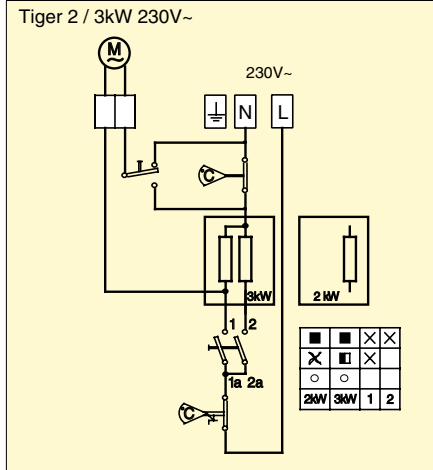 Tiger 2 / 3kW 230V~
M
~
230V~
N L
°C
3kW
2 kW
1 2
1a 2a
°C
2kW 3kW 1 2